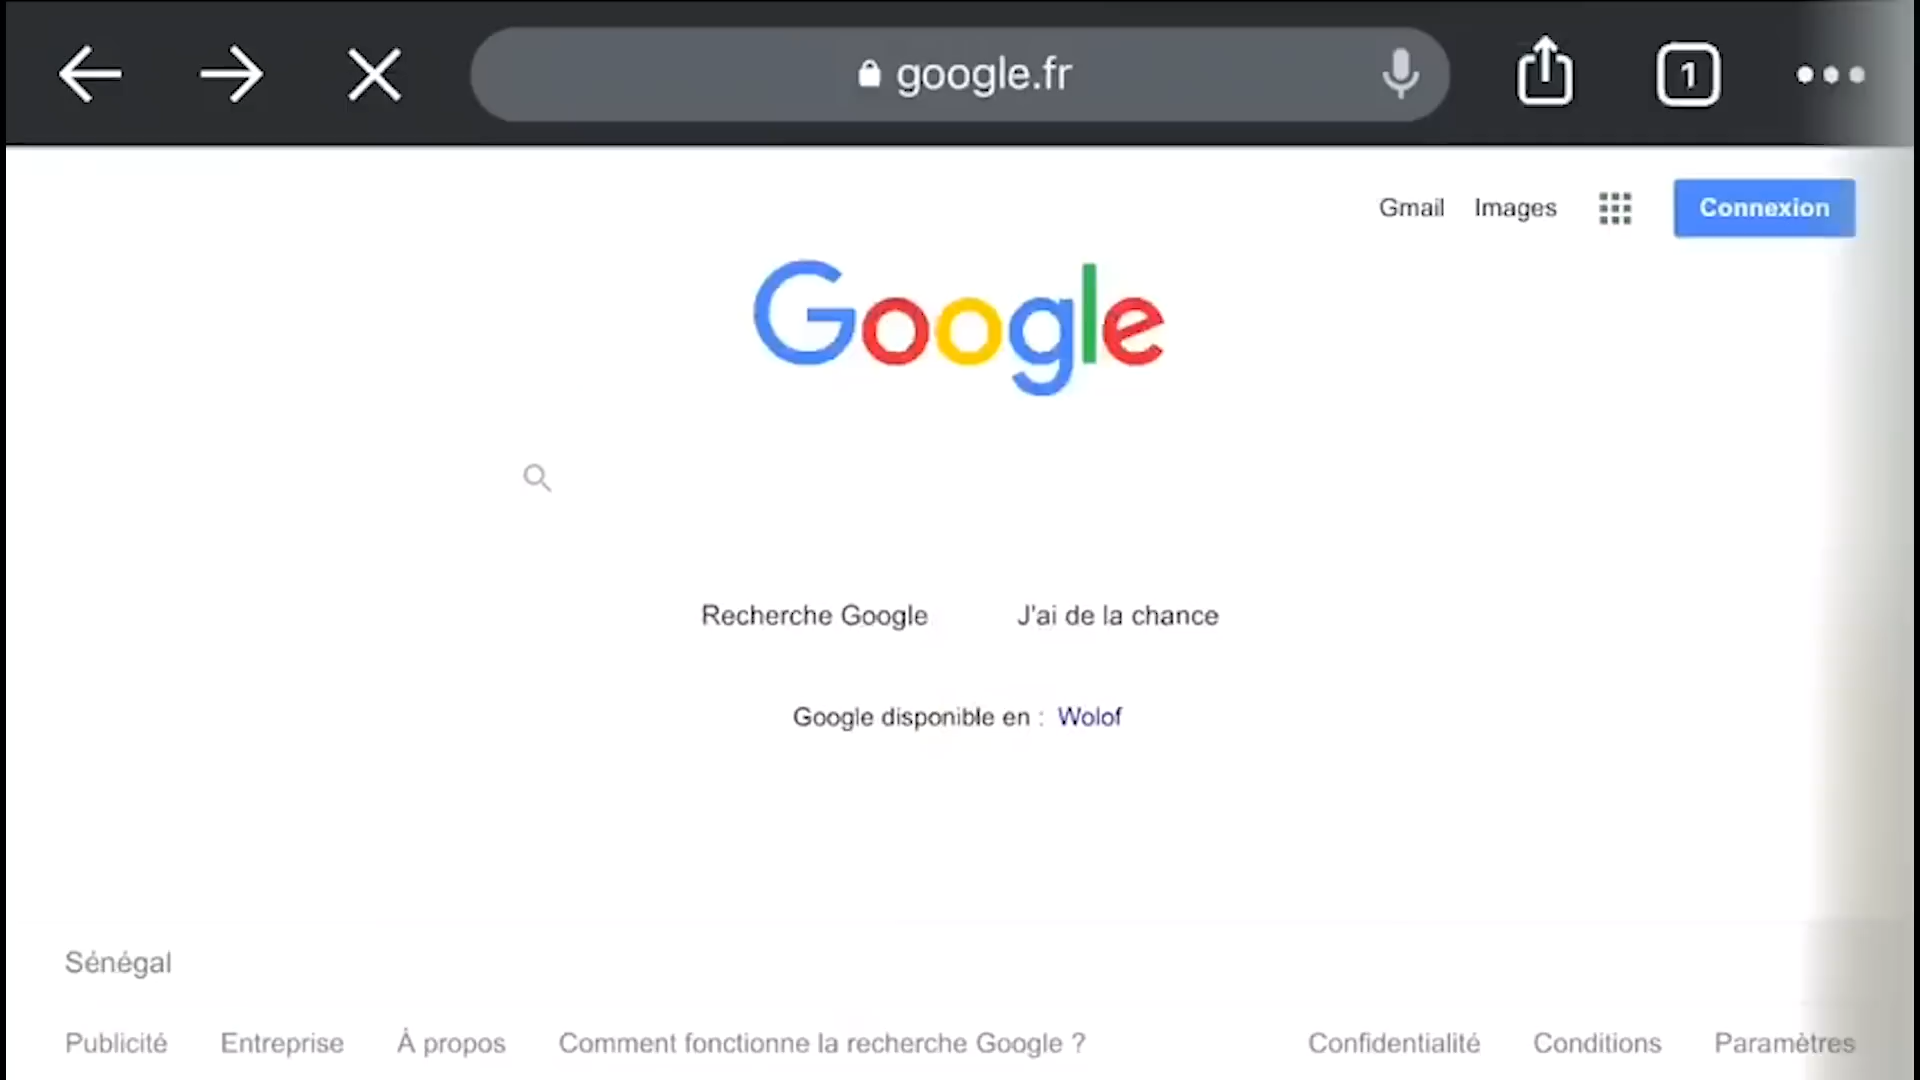 google.fr
1
Gmail Images Connexion
Google
Recherche Google J'ai de la chance
Google disponible en : Wolof
Sénégal
Publicité Entreprise À propos Comment fonctionne la recherche Google ? Confidentialité Conditions Paramètres